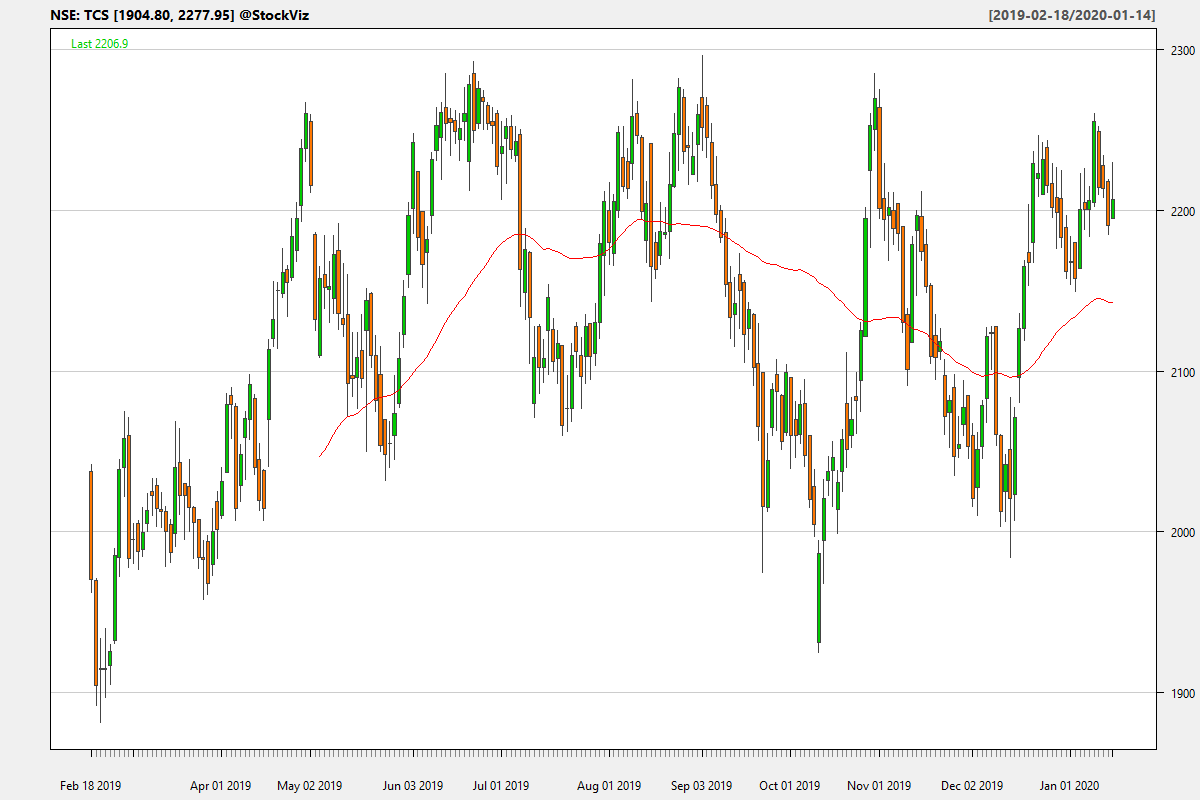 NSE: TCS [1904.80, 2277.95] @StockViz
[2019-02-18/2020-01-14]
Last 2206.9
2300
2200
2100
2000
1900
Feb 18 2019 Apr 01 2019 May 02 2019 Jun 03 2019 Jul 01 2019 Aug 01 2019 Sep 03 2019 Oct 01 2019 Nov 01 2019 Dec 02 2019 Jan 01 2020